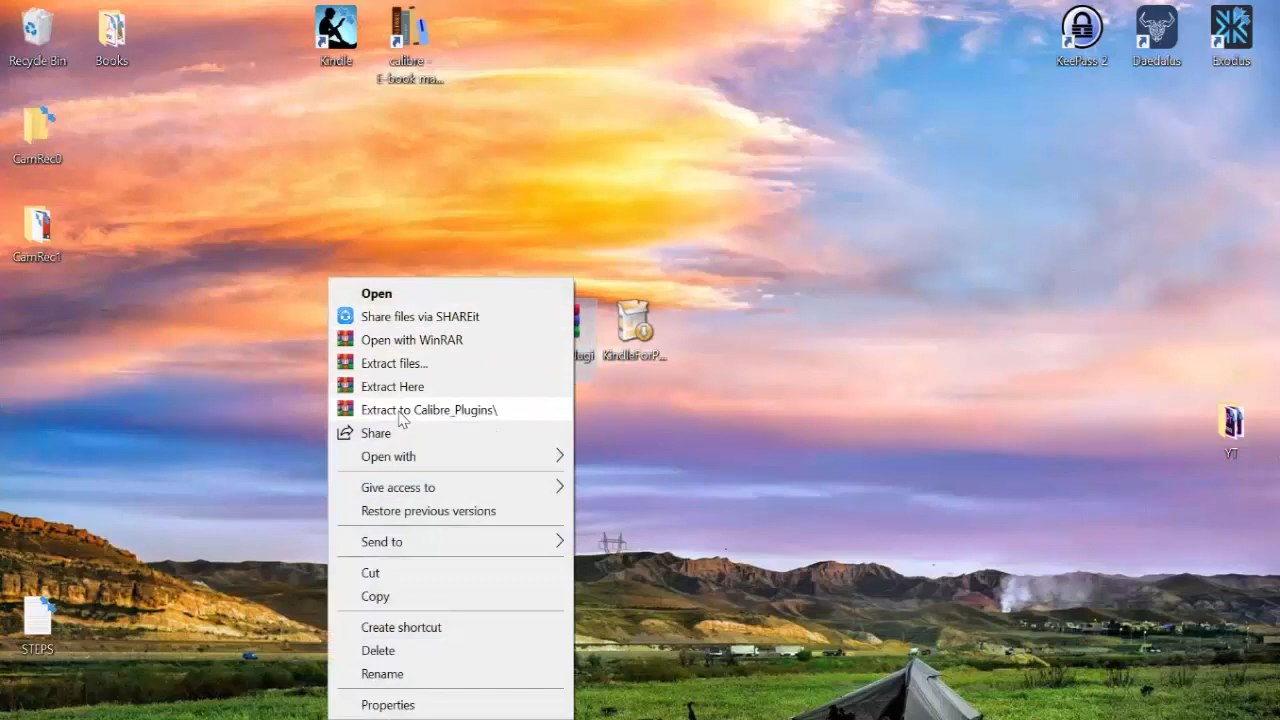 Recycle Bin
Books
Kindle
calibre -
E-book ma...
KeePass 2
Daedalus
Exodus
CamRec0
CamRec1
Open
Share files via SHAREit
Open with WinRAR
Extract files...
Extract Here
Extract to Calibre_Plugins\
Share
Open with
Give access to
Restore previous versions
Send to
Cut
Copy
Create shortcut
Delete
Rename
Properties
lugi
KindleForP...
YT
STEPS